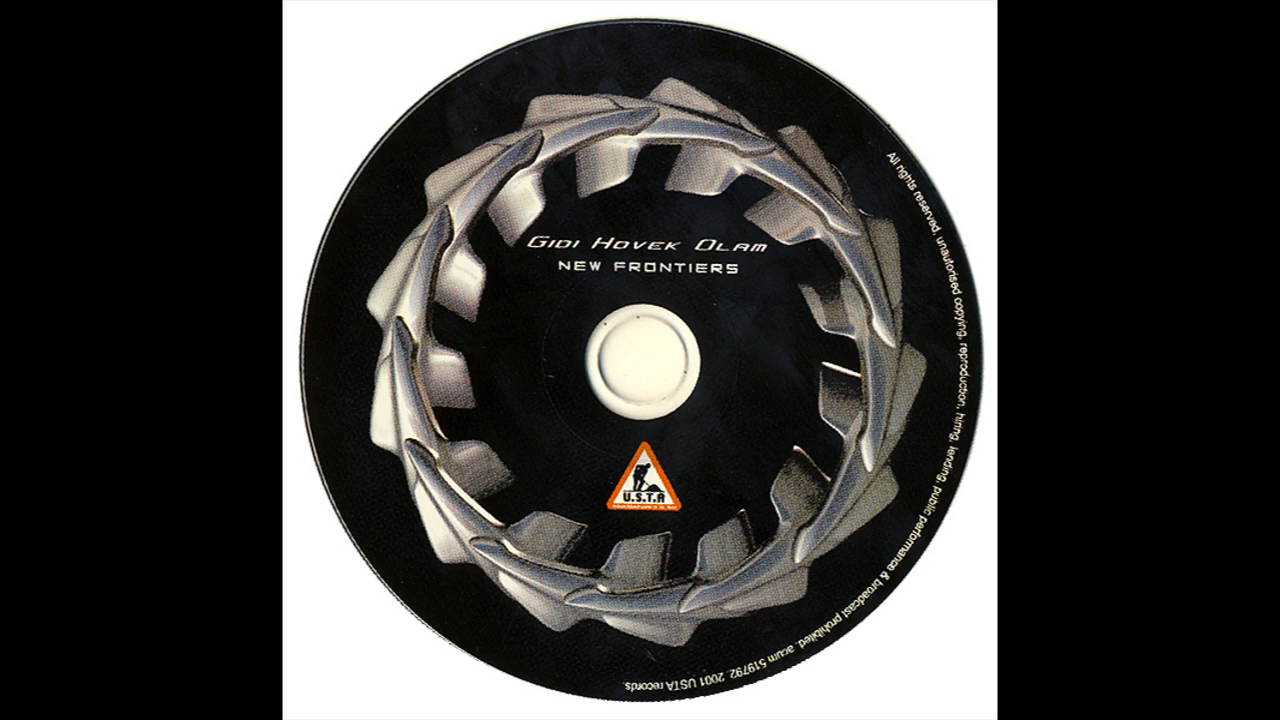 Gidi Hovek Olam
NEW FRONTIERS
U.S.T.A
All rights reserved, unautorised copying, reproduction, hiring, lending, public performance & broadcast prohibited. acum 519792. 2001 USTA records.